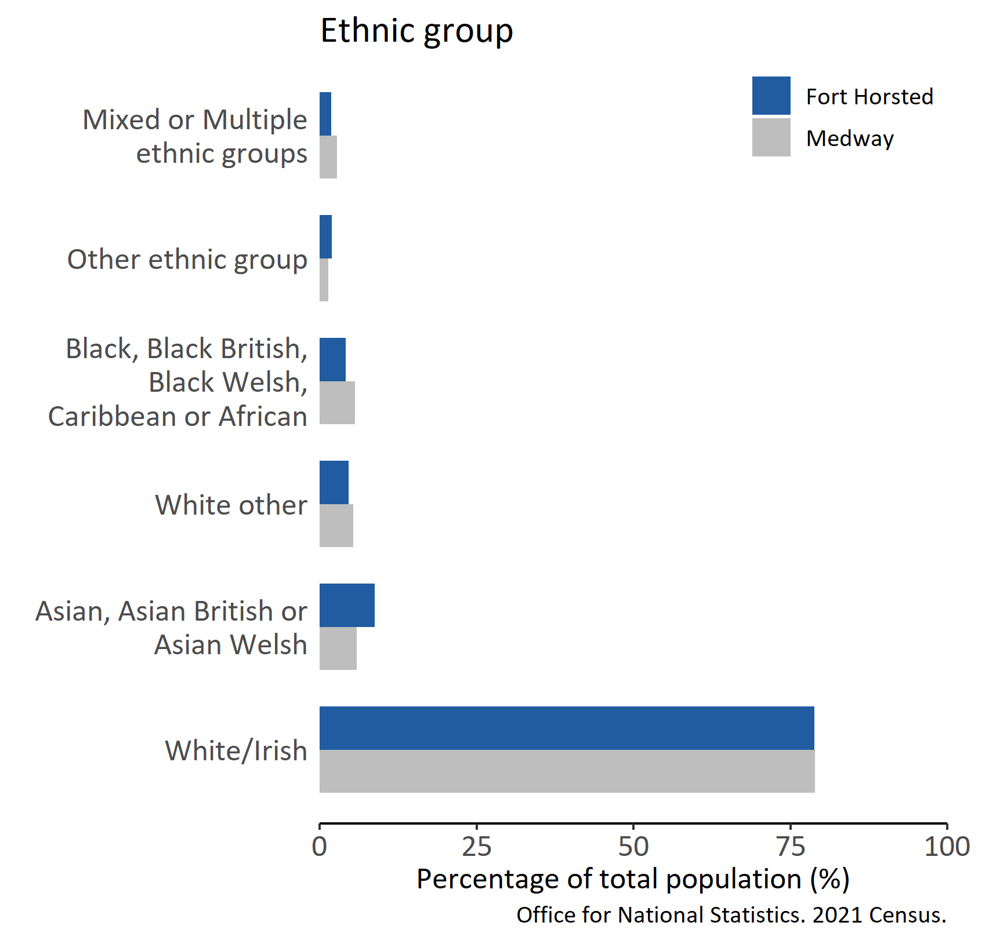 Ethnic group
Fort Horsted
Medway
Mixed or Multiple
ethnic groups
Other ethnic group
Black, Black British,
Black Welsh,
Caribbean or African
White other
Asian, Asian British or
Asian Welsh
White/Irish
0 25 50 75 100
Percentage of total population (%)
Office for National Statistics. 2021 Census.